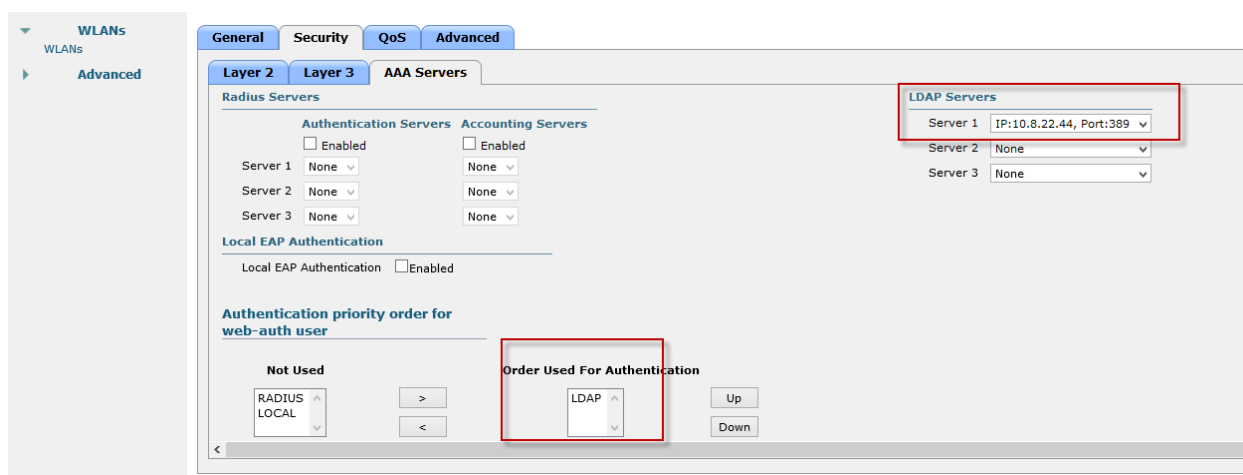 WLANs
WLANs
Advanced
General Security QoS Advanced
Layer 2 Layer 3 AAA Servers
Radius Servers
LDAP Servers
Authentication Servers Accounting Servers
Enabled Enabled
Server 1 None None
Server 2 None None
Server 3 None None
Server 1 IP:10.8.22.44, Port:389
Server 2 None
Server 3 None
Local EAP Authentication
Local EAP Authentication Enabled
Authentication priority order for
web-auth user
Not Used Order Used For Authentication
RADIUS > LDAP Up
LOCAL
< Down